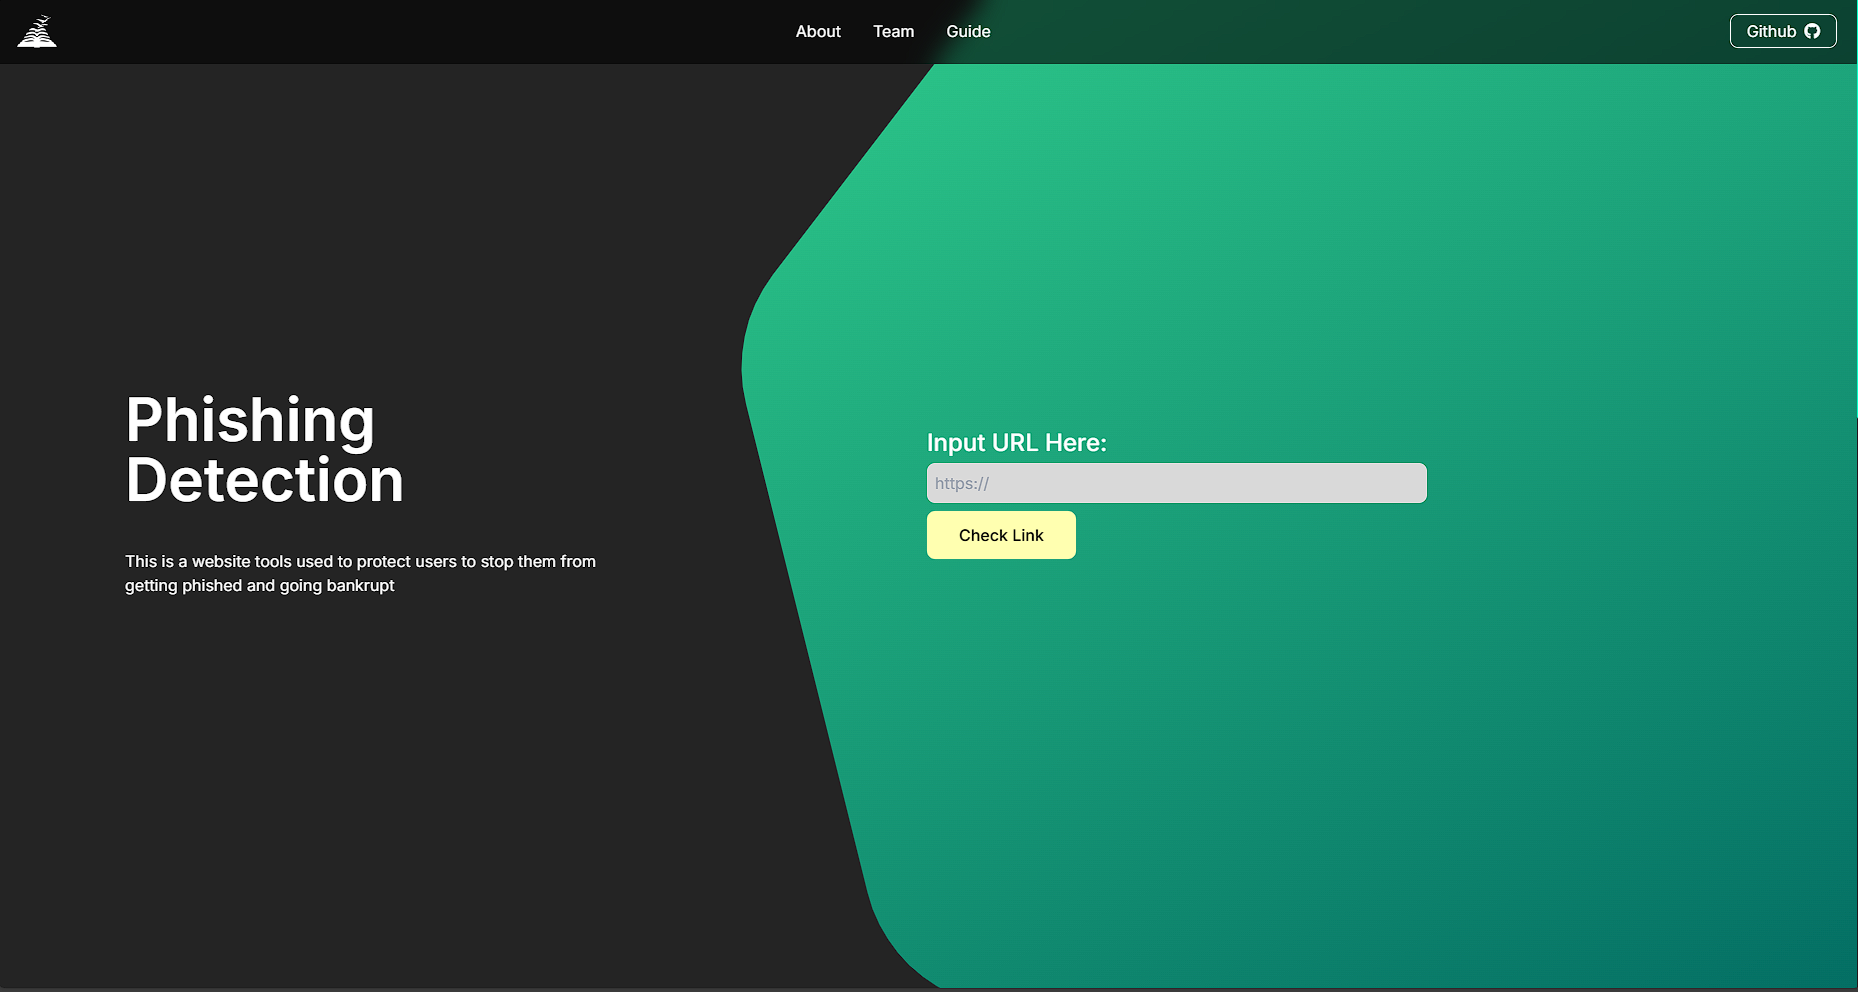 About
Team
Guide
Github
Phishing
Detection
This is a website tools used to protect users to stop them from
getting phished and going bankrupt
Input URL Here:
https://
Check Link